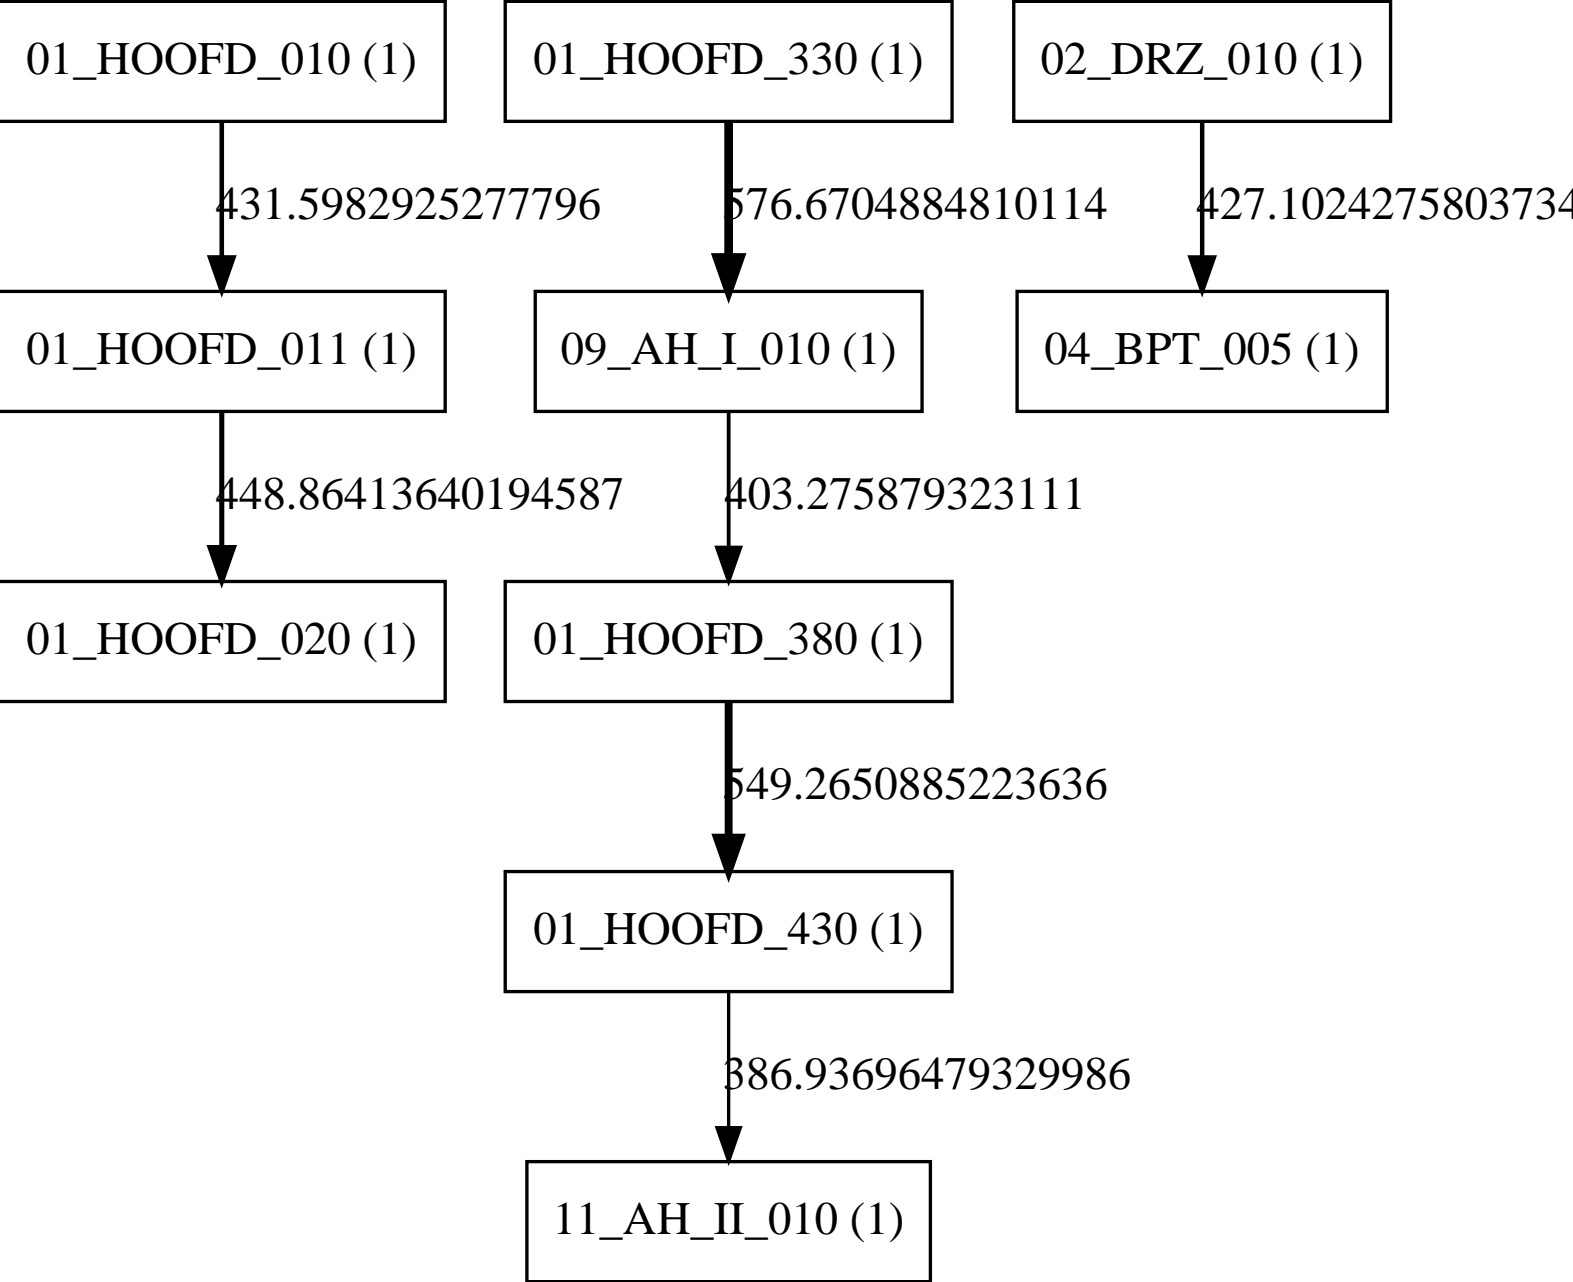 01_HOOFD_010 (1)
01_HOOFD_330 (1)
02_DRZ_010 (1)
431.5982925277796
576.6704884810114
427.1024275803734
01_HOOFD_011 (1)
09_AH_I_010 (1)
04_BPT_005 (1)
448.86413640194587
403.275879323111
01_HOOFD_020 (1)
01_HOOFD_380 (1)
549.2650885223636
01_HOOFD_430 (1)
386.93696479329986
11_AH_II_010 (1)